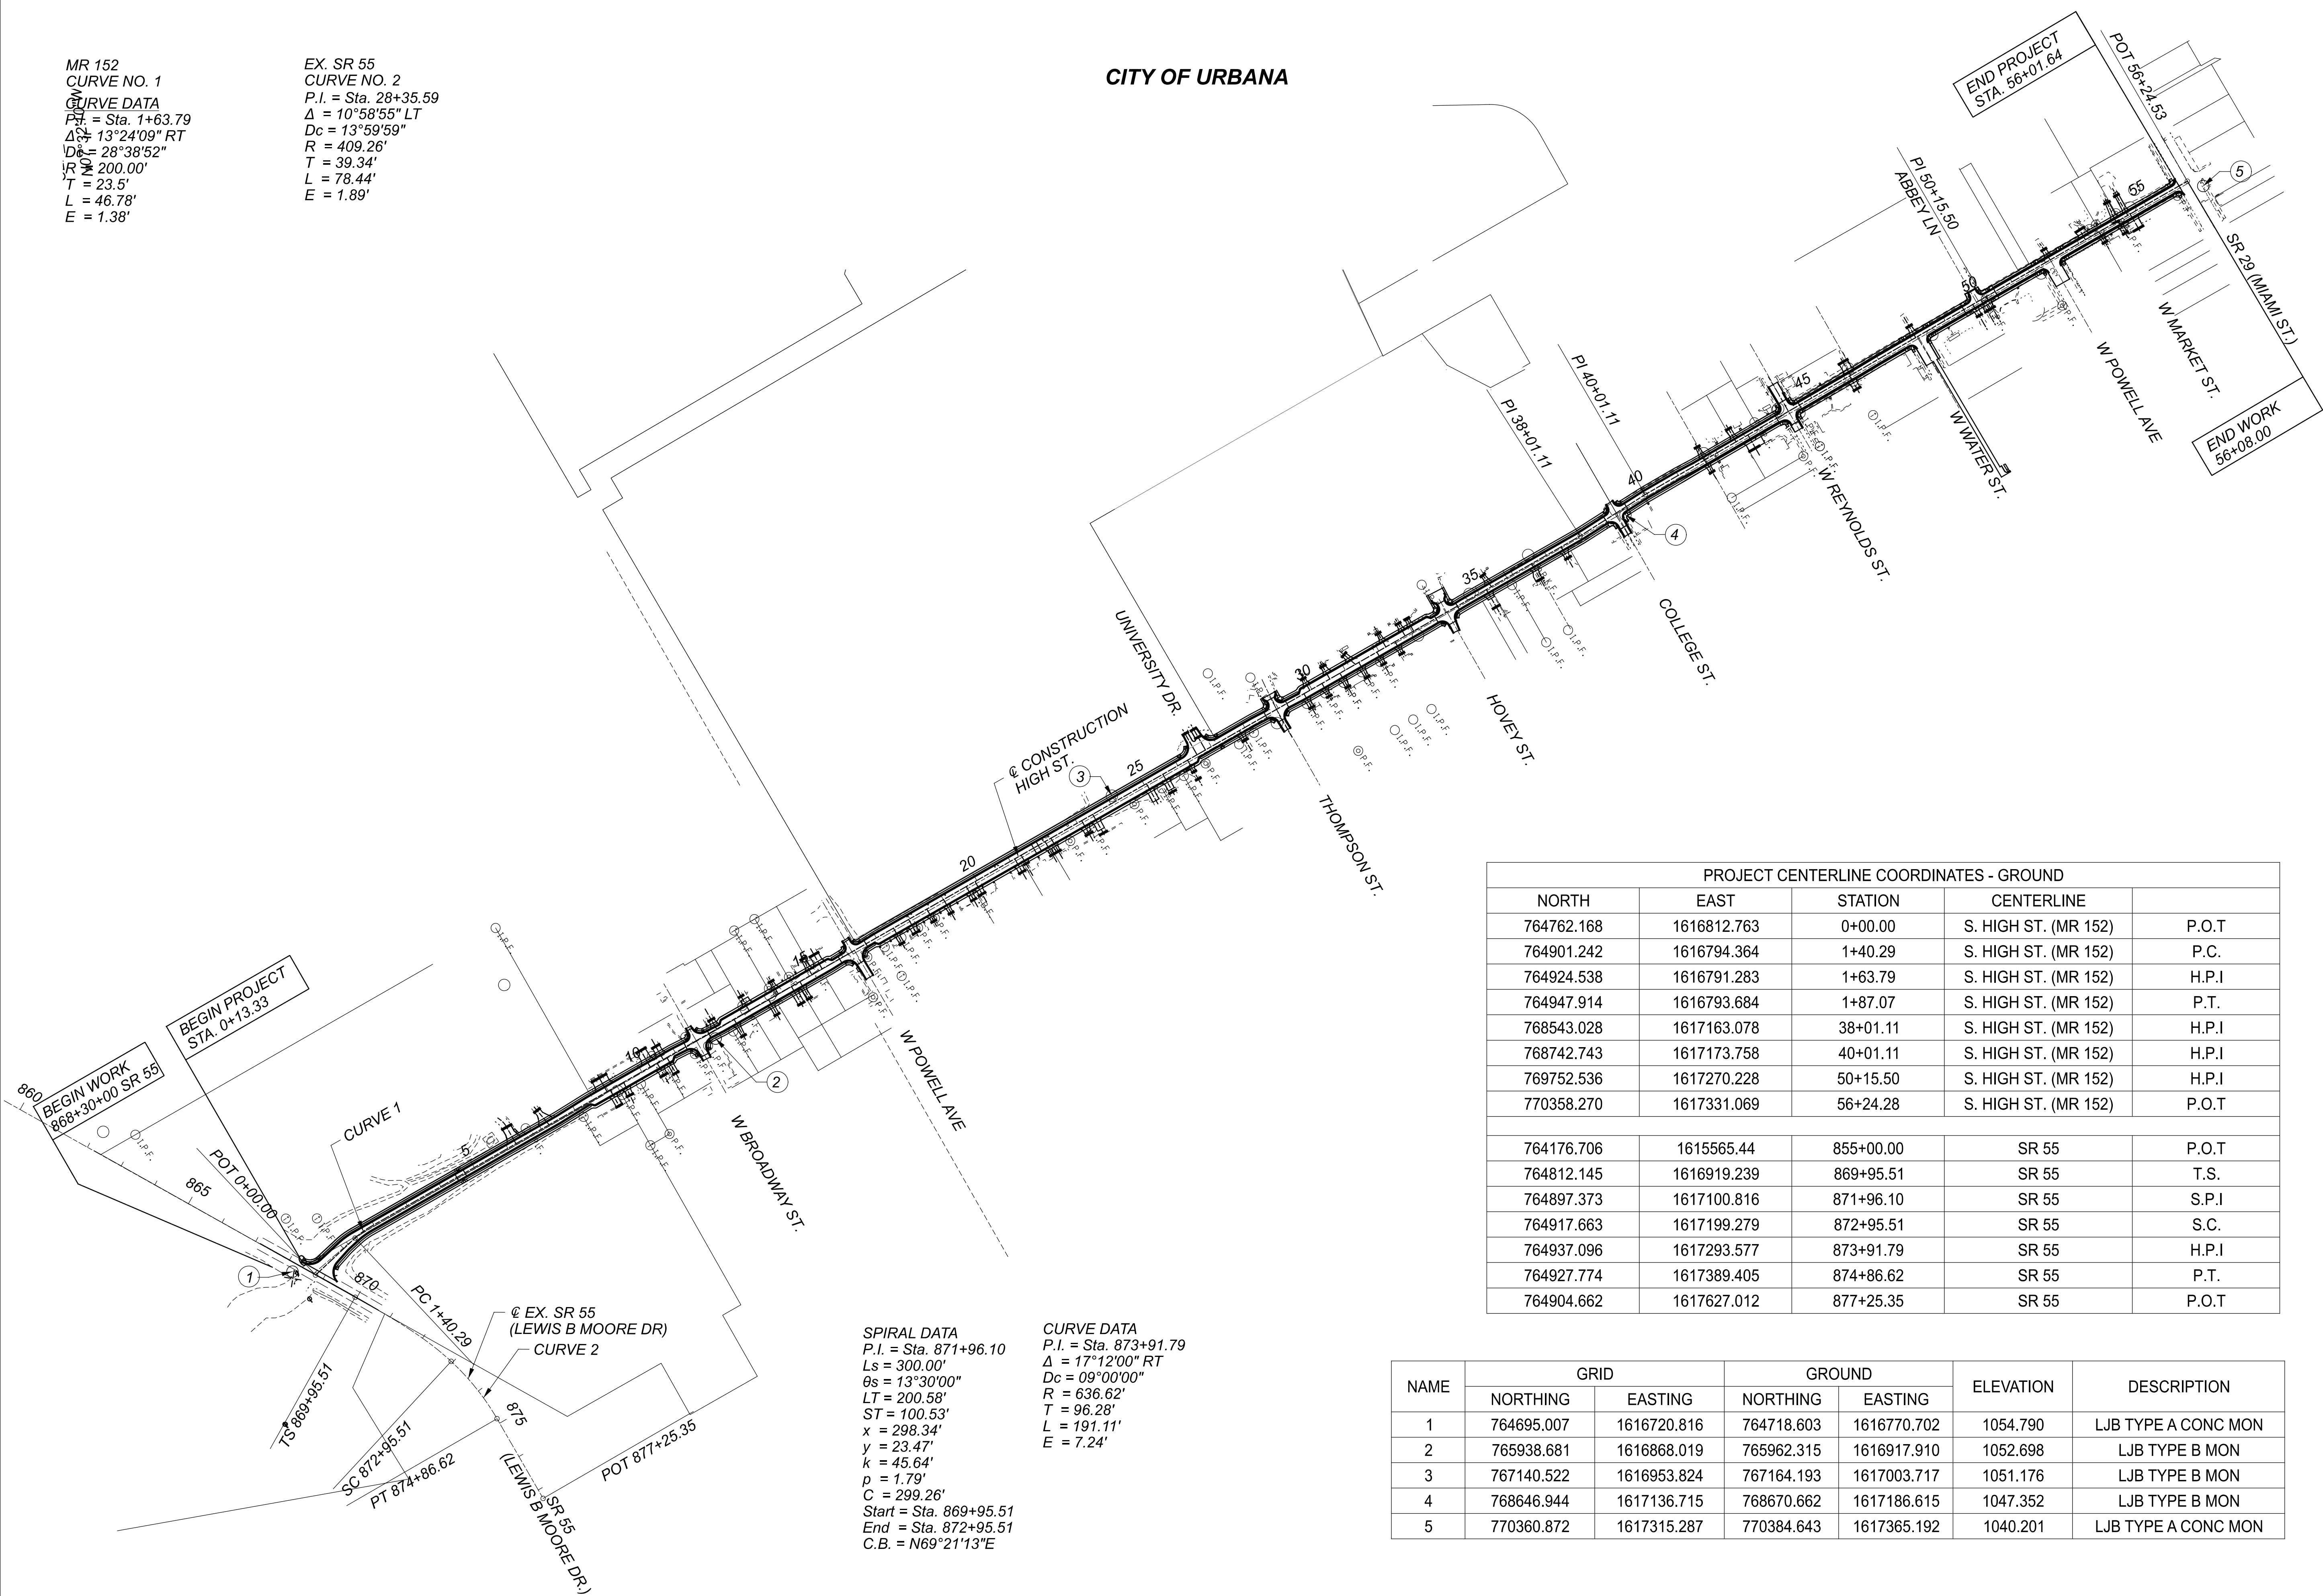 MR 152
CURVE NO. 1
CURVE DATA
P.I. = Sta. 1+63.79
Δ = 13°24'09" RT
Dc = 28°38'52"
R = 200.00'
T = 23.5'
L = 46.78'
E = 1.38'
EX. SR 55
CURVE NO. 2
P.I. = Sta. 28+35.59
Δ = 10°58'55" LT
Dc = 13°59'59"
R = 409.26'
T = 39.34'
L = 78.44'
E = 1.89'
CITY OF URBANA
END PROJECT
STA. 56+01.64
POT 56+24.53
5
55
PI 50+15.50
ABBEY LN
50
SR 29 (MIAMI ST.)
W MARKET ST.
W POWELL AVE
END WORK
56+08.00
W WATER ST.
45
W REYNOLDS ST.
PI 40+01.11
PI 38+01.11
40
4
COLLEGE ST.
35
HOVEY ST.
UNIVERSITY DR.
30
THOMPSON ST.
℄ CONSTRUCTION
HIGH ST.
3
25
20
15
W POWELL AVE
2
10
W BROADWAY ST.
BEGIN PROJECT
STA. 0+13.33
BEGIN WORK
868+30+00 SR 55
860
CURVE 1
5
POT 0+00.00
865
1
870
PC 1+40.29
℄ EX. SR 55
(LEWIS B MOORE DR)
CURVE 2
TS 869+95.51
SC 872+95.51
PT 874+86.62
875
POT 877+25.35
SR 55
(LEWIS B MOORE DR.)
SPIRAL DATA
P.I. = Sta. 871+96.10
Ls = 300.00'
θs = 13°30'00"
LT = 200.58'
ST = 100.53'
x = 298.34'
y = 23.47'
k = 45.64'
p = 1.79'
C = 299.26'
Start = Sta. 869+95.51
End = Sta. 872+95.51
C.B. = N69°21'13"E
CURVE DATA
P.I. = Sta. 873+91.79
Δ = 17°12'00" RT
Dc = 09°00'00"
R = 636.62'
T = 96.28'
L = 191.11'
E = 7.24'
PROJECT CENTERLINE COORDINATES - GROUND
NORTH EAST STATION CENTERLINE
764762.168 1616812.763 0+00.00 S. HIGH ST. (MR 152) P.O.T
764901.242 1616794.364 1+40.29 S. HIGH ST. (MR 152) P.C.
764924.538 1616791.283 1+63.79 S. HIGH ST. (MR 152) H.P.I
764947.914 1616793.684 1+87.07 S. HIGH ST. (MR 152) P.T.
768543.028 1617163.078 38+01.11 S. HIGH ST. (MR 152) H.P.I
768742.743 1617173.758 40+01.11 S. HIGH ST. (MR 152) H.P.I
769752.536 1617270.228 50+15.50 S. HIGH ST. (MR 152) H.P.I
770358.270 1617331.069 56+24.28 S. HIGH ST. (MR 152) P.O.T
764176.706 1615565.44 855+00.00 SR 55 P.O.T
764812.145 1616919.239 869+95.51 SR 55 T.S.
764897.373 1617100.816 871+96.10 SR 55 S.P.I
764917.663 1617199.279 872+95.51 SR 55 S.C.
764937.096 1617293.577 873+91.79 SR 55 H.P.I
764927.774 1617389.405 874+86.62 SR 55 P.T.
764904.662 1617627.012 877+25.35 SR 55 P.O.T
NAME GRID GROUND ELEVATION DESCRIPTION
NORTHING EASTING NORTHING EASTING
1 764695.007 1616720.816 764718.603 1616770.702 1054.790 LJB TYPE A CONC MON
2 765938.681 1616868.019 765962.315 1616917.910 1052.698 LJB TYPE B MON
3 767140.522 1616953.824 767164.193 1617003.717 1051.176 LJB TYPE B MON
4 768646.944 1617136.715 768670.662 1617186.615 1047.352 LJB TYPE B MON
5 770360.872 1617315.287 770384.643 1617365.192 1040.201 LJB TYPE A CONC MON